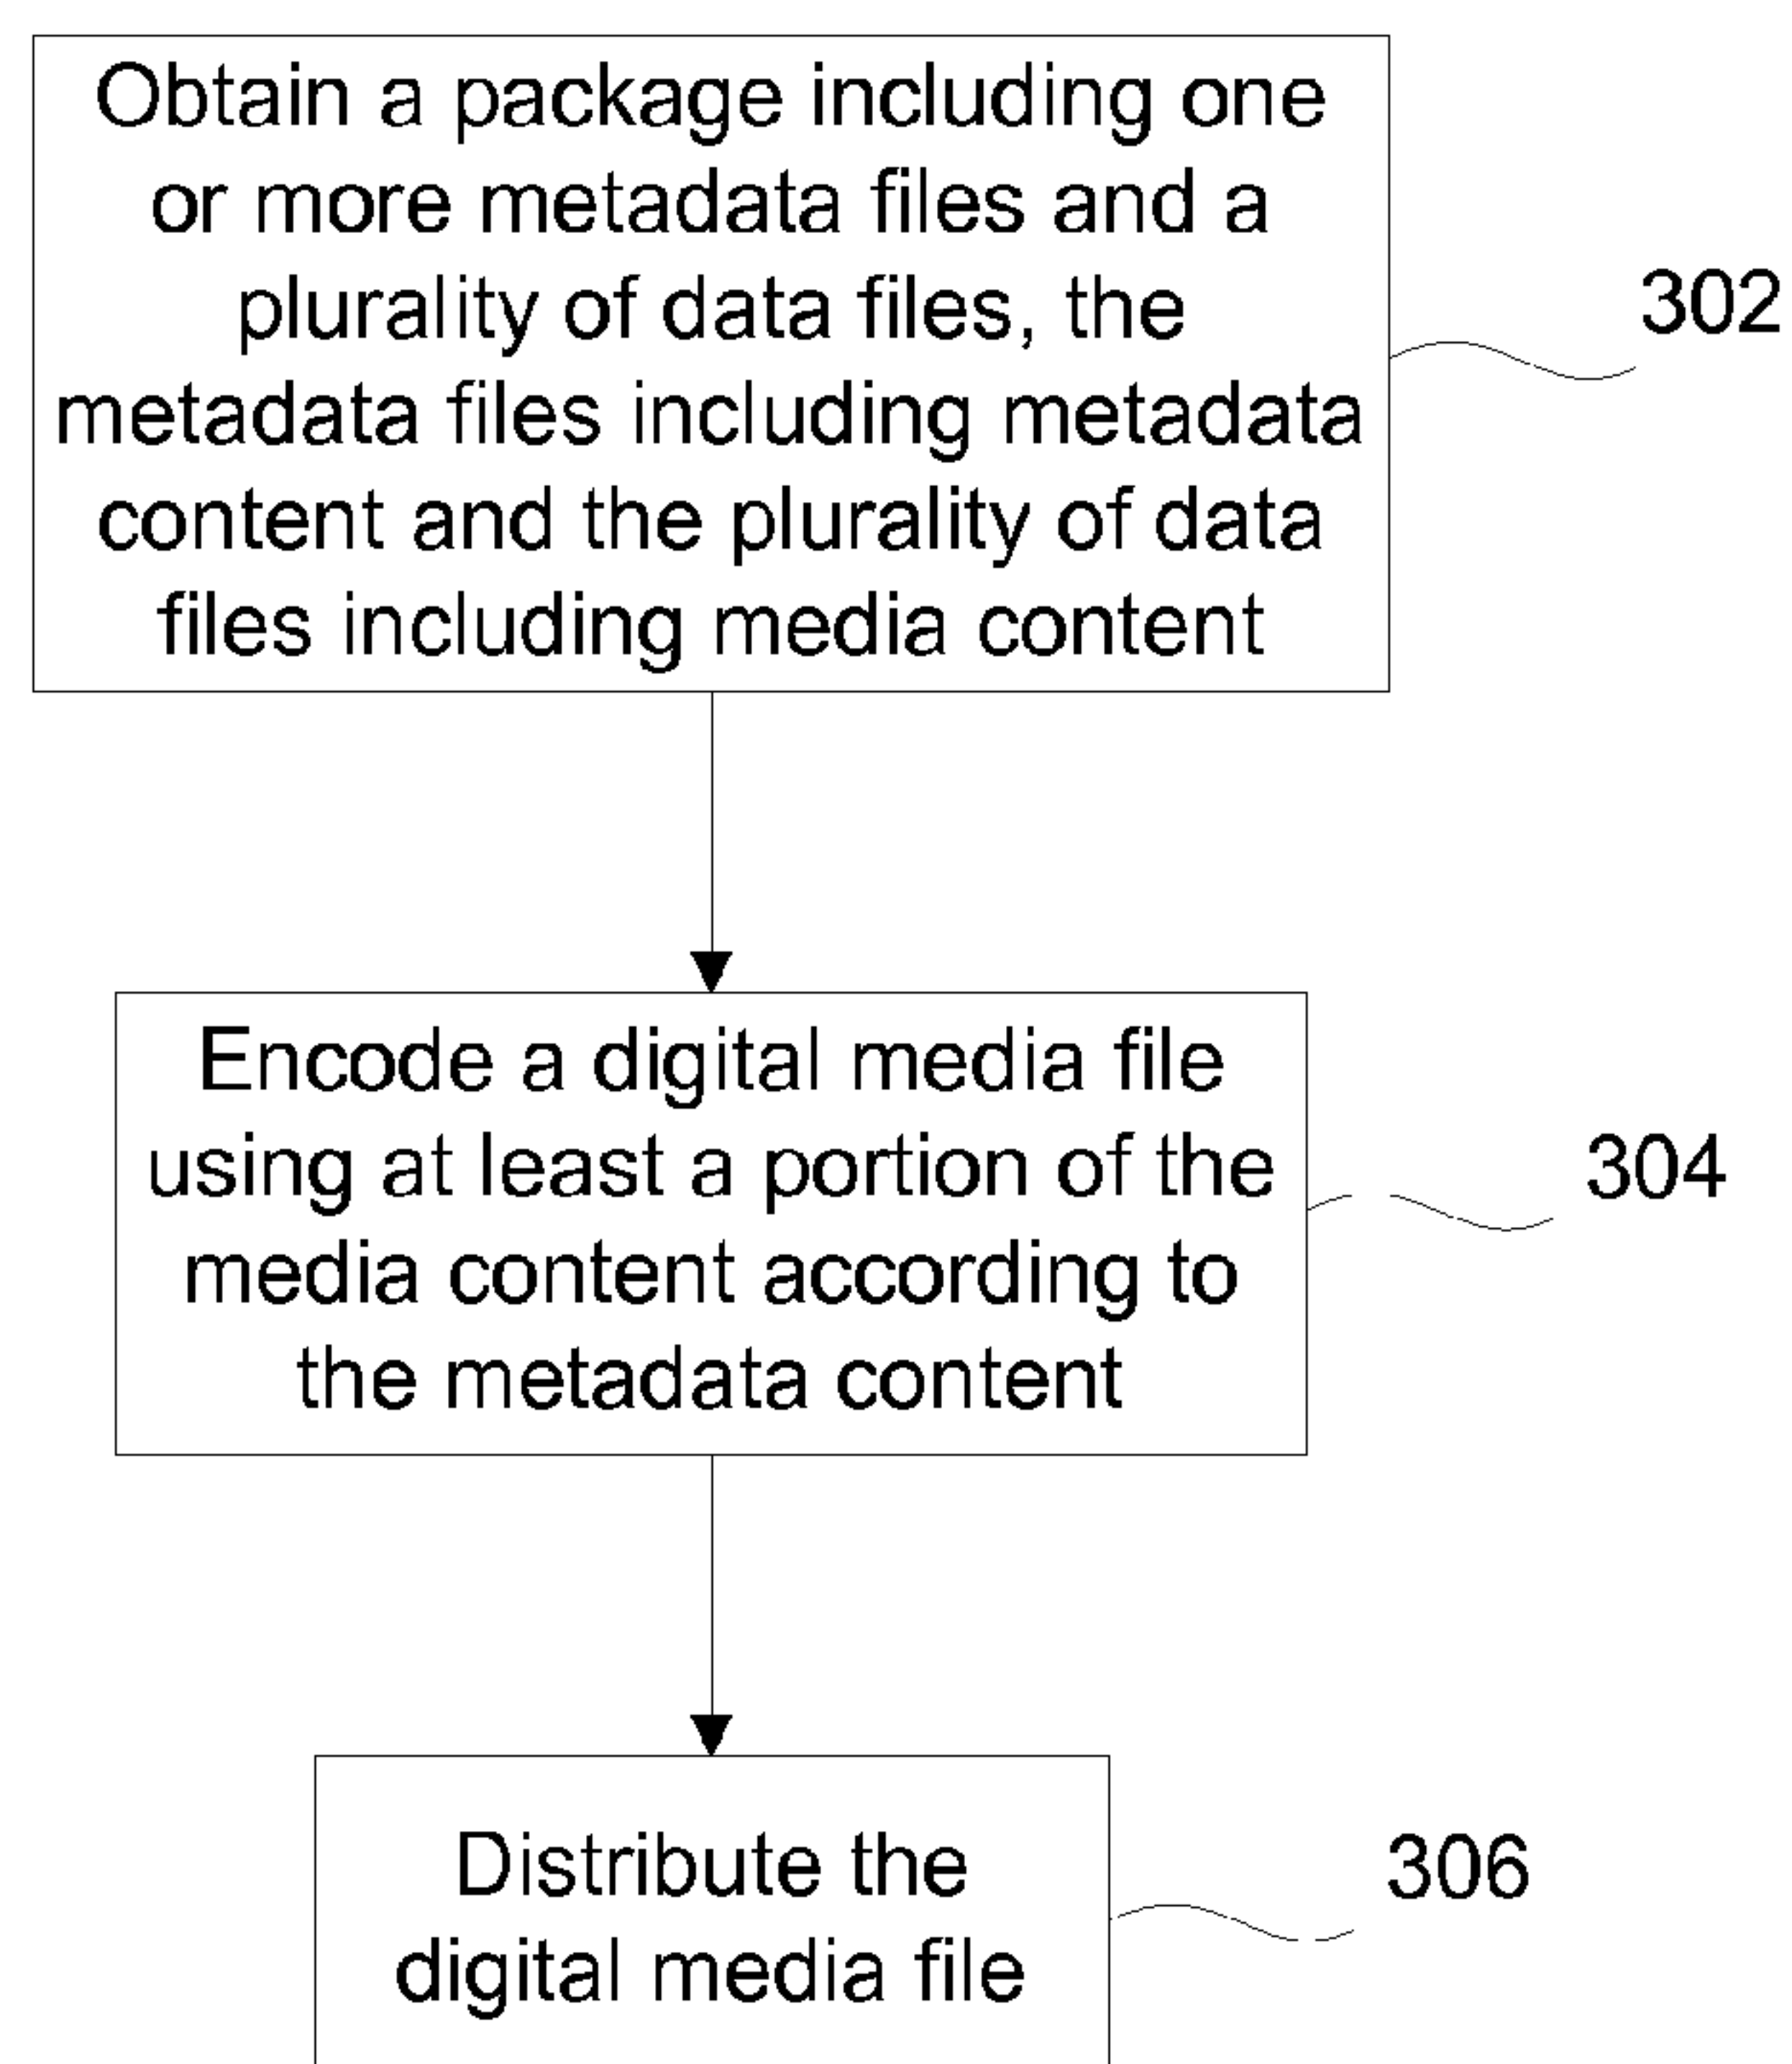 Obtain a package including one
or more metadata files and a
plurality of data files, the
metadata files including metadata
content and the plurality of data
files including media content
302
Encode a digital media file
using at least a portion of the
media content according to
the metadata content
304
Distribute the
digital media file
306